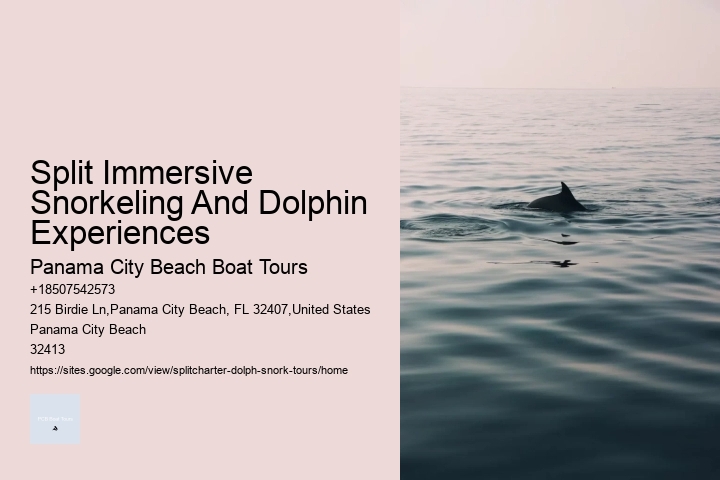 Split Immersive
Snorkeling And Dolphin
Experiences
Panama City Beach Boat Tours
+18507542573
215 Birdie Ln,Panama City Beach, FL 32407,United States
Panama City Beach
32413
https://sites.google.com/view/splitcharter-dolph-snork-tours/home